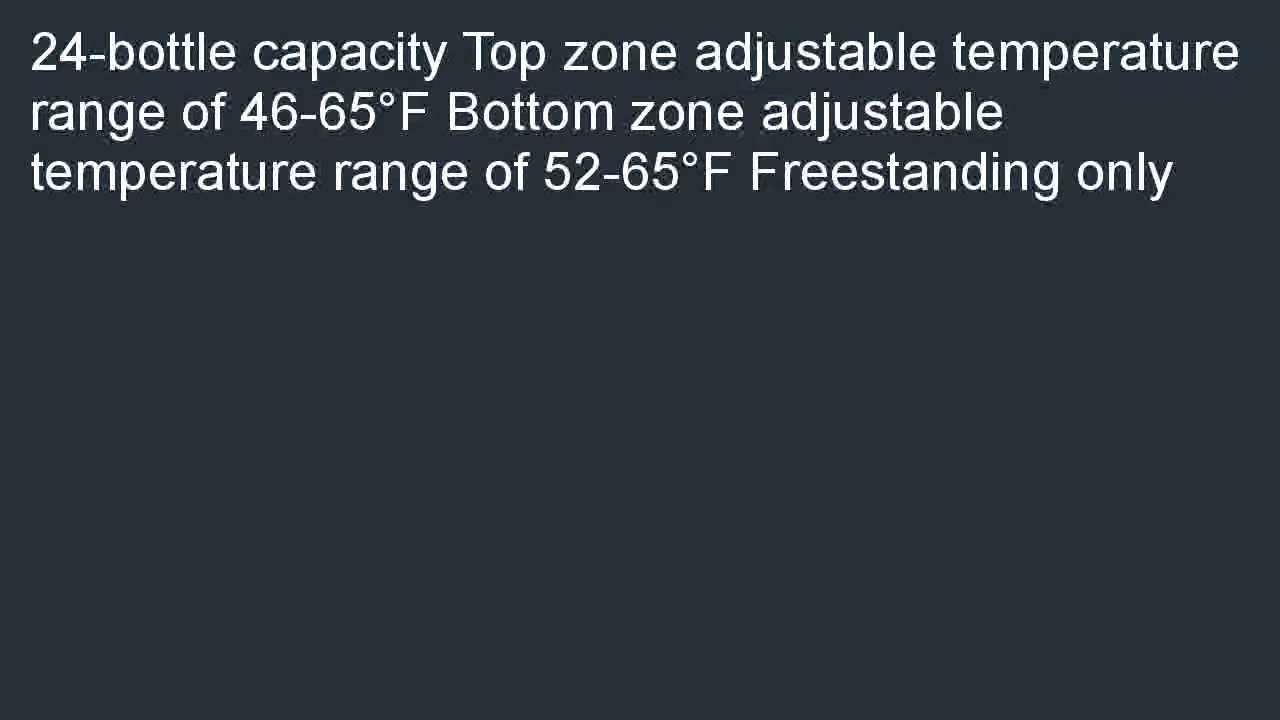 24-bottle capacity Top zone adjustable temperature
range of 46-65°F Bottom zone adjustable
temperature range of 52-65°F Freestanding only